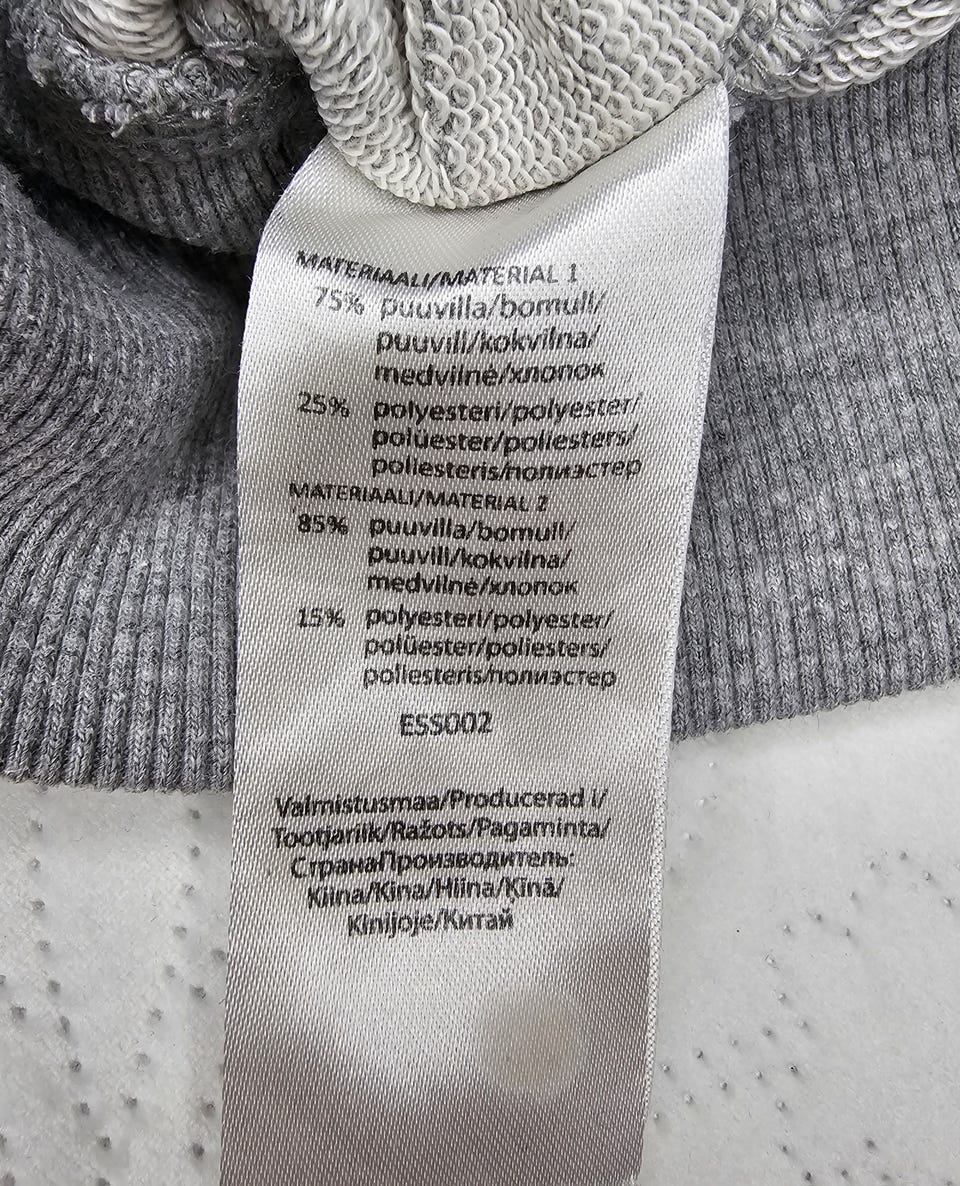 MATERIAALI/MATERIAL 1
75% puuvilla/bomull/
puuvill/kokvilna/
medvilnė/хлопок
25% polyesteri/polyester/
polüester/poliesters/
poliesteris/полиэстер
MATERIAALI/MATERIAL 2
85% puuvilla/bomull/
puuvill/kokvilna/
medvilnė/хлопок
15% polyesteri/polyester/
polüester/poliesters/
poliesteris/полиэстер
ESS002
Valmistusmaa/Producerad i/
Tootjariik/Ražots/Pagaminta/
СтранаПроизводитель:
Kiina/Kina/Hiina/Ķīnā/
Kinijoje/Китай